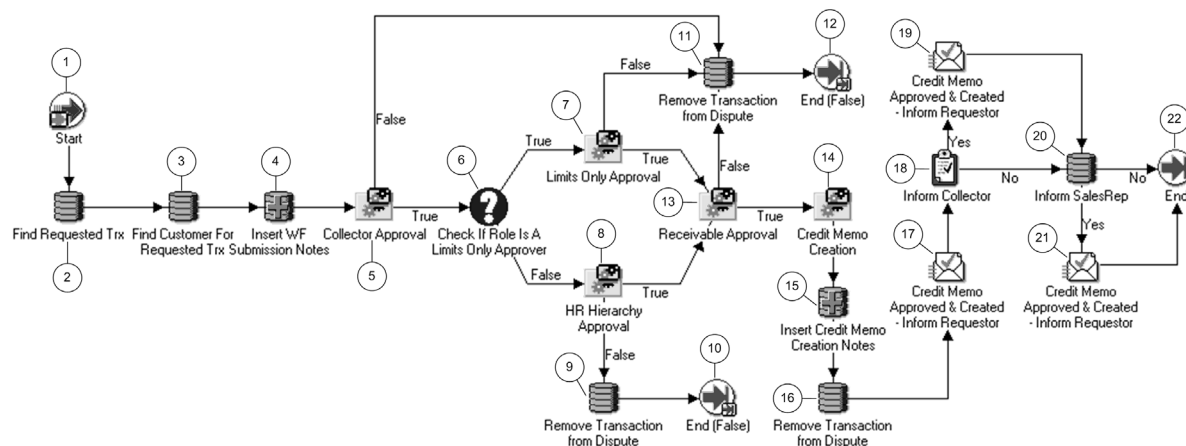 1
Start
2
Find Requested Trx
3
Find Customer For
Requested Trx
4
Insert WF
Submission Notes
5
Collector Approval
False
True
6
Check If Role Is A
Limits Only Approver
True
False
7
Limits Only Approval
False
True
8
HR Hierarchy
Approval
True
False
9
Remove Transaction
from Dispute
10
End (False)
11
Remove Transaction
from Dispute
12
End (False)
13
Receivable Approval
False
True
14
Credit Memo
Creation
15
Insert Credit Memo
Creation Notes
16
Remove Transaction
from Dispute
17
Credit Memo
Approved & Created
- Inform Requestor
18
Inform Collector
Yes
No
19
Credit Memo
Approved & Created
- Inform Requestor
20
Inform SalesRep
No
Yes
21
Credit Memo
Approved & Created
- Inform Requestor
22
End